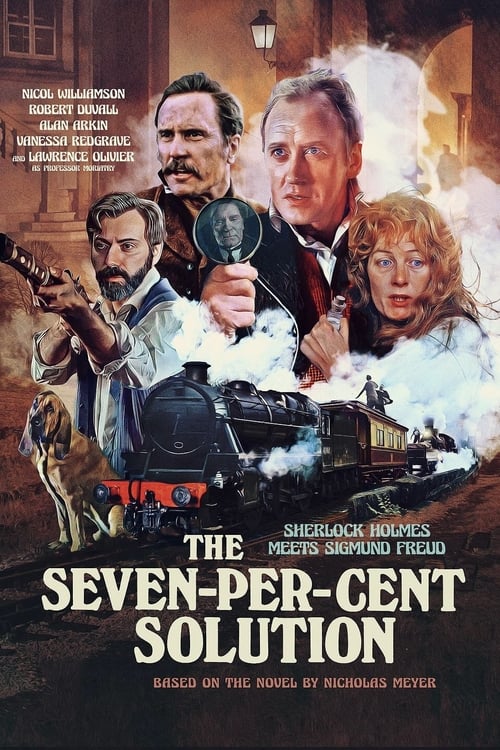 NICOL WILLIAMSON
ROBERT DUVALL
ALAN ARKIN
VANESSA REDGRAVE
AND LAWRENCE OLIVIER
AS PROFESSOR MORIARTY
SHERLOCK HOLMES
MEETS SIGMUND FREUD
THE
SEVEN-PER-CENT
SOLUTION
BASED ON THE NOVEL BY NICHOLAS MEYER